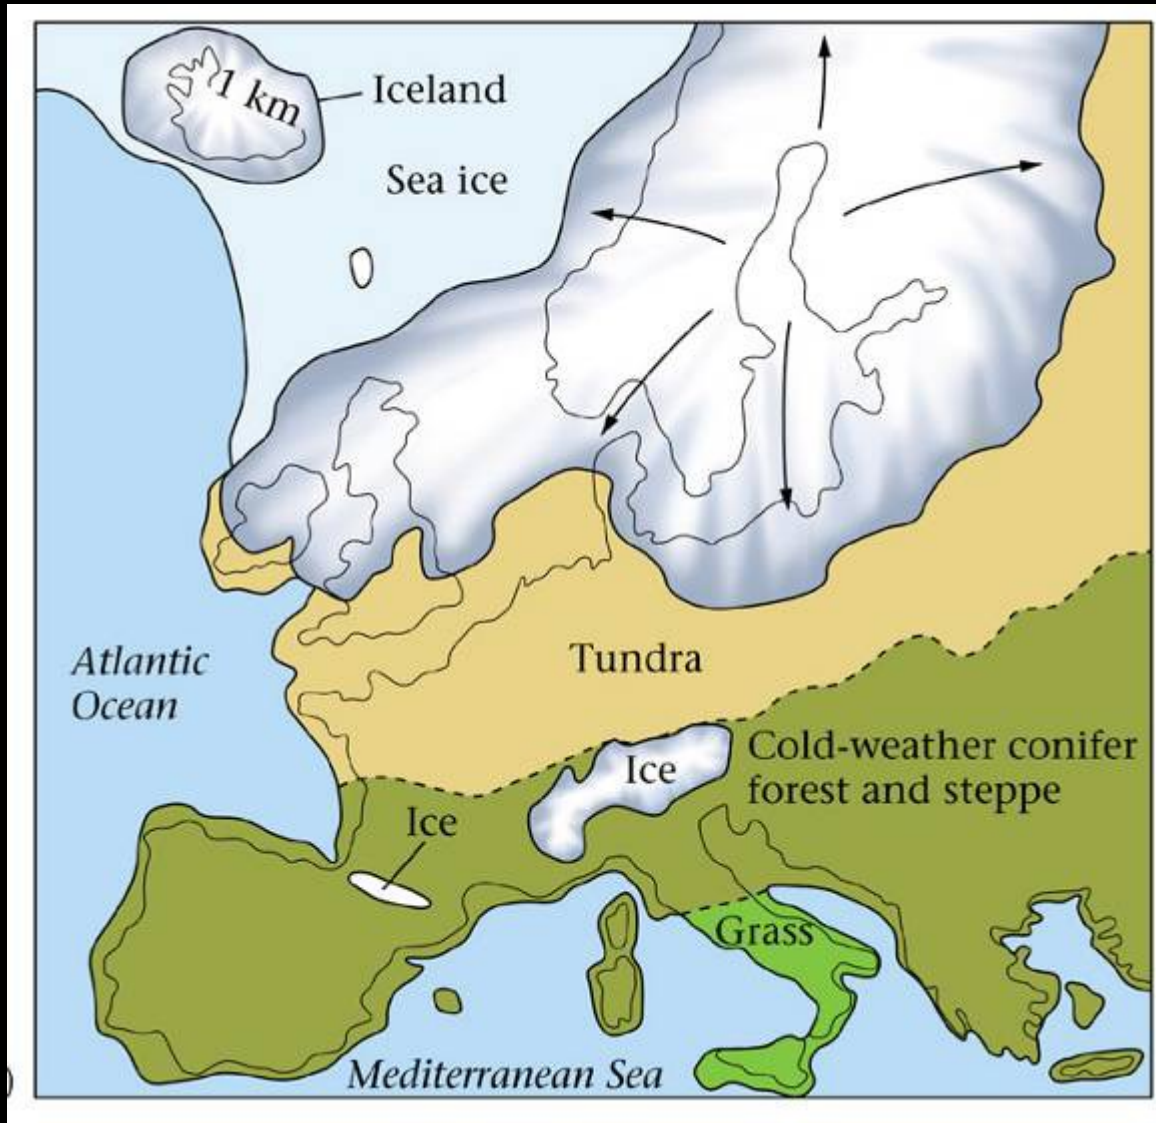 1 km
Iceland
Sea ice
Atlantic
Ocean
Tundra
Cold-weather conifer
forest and steppe
Ice
Ice
Grass
Mediterranean Sea
)